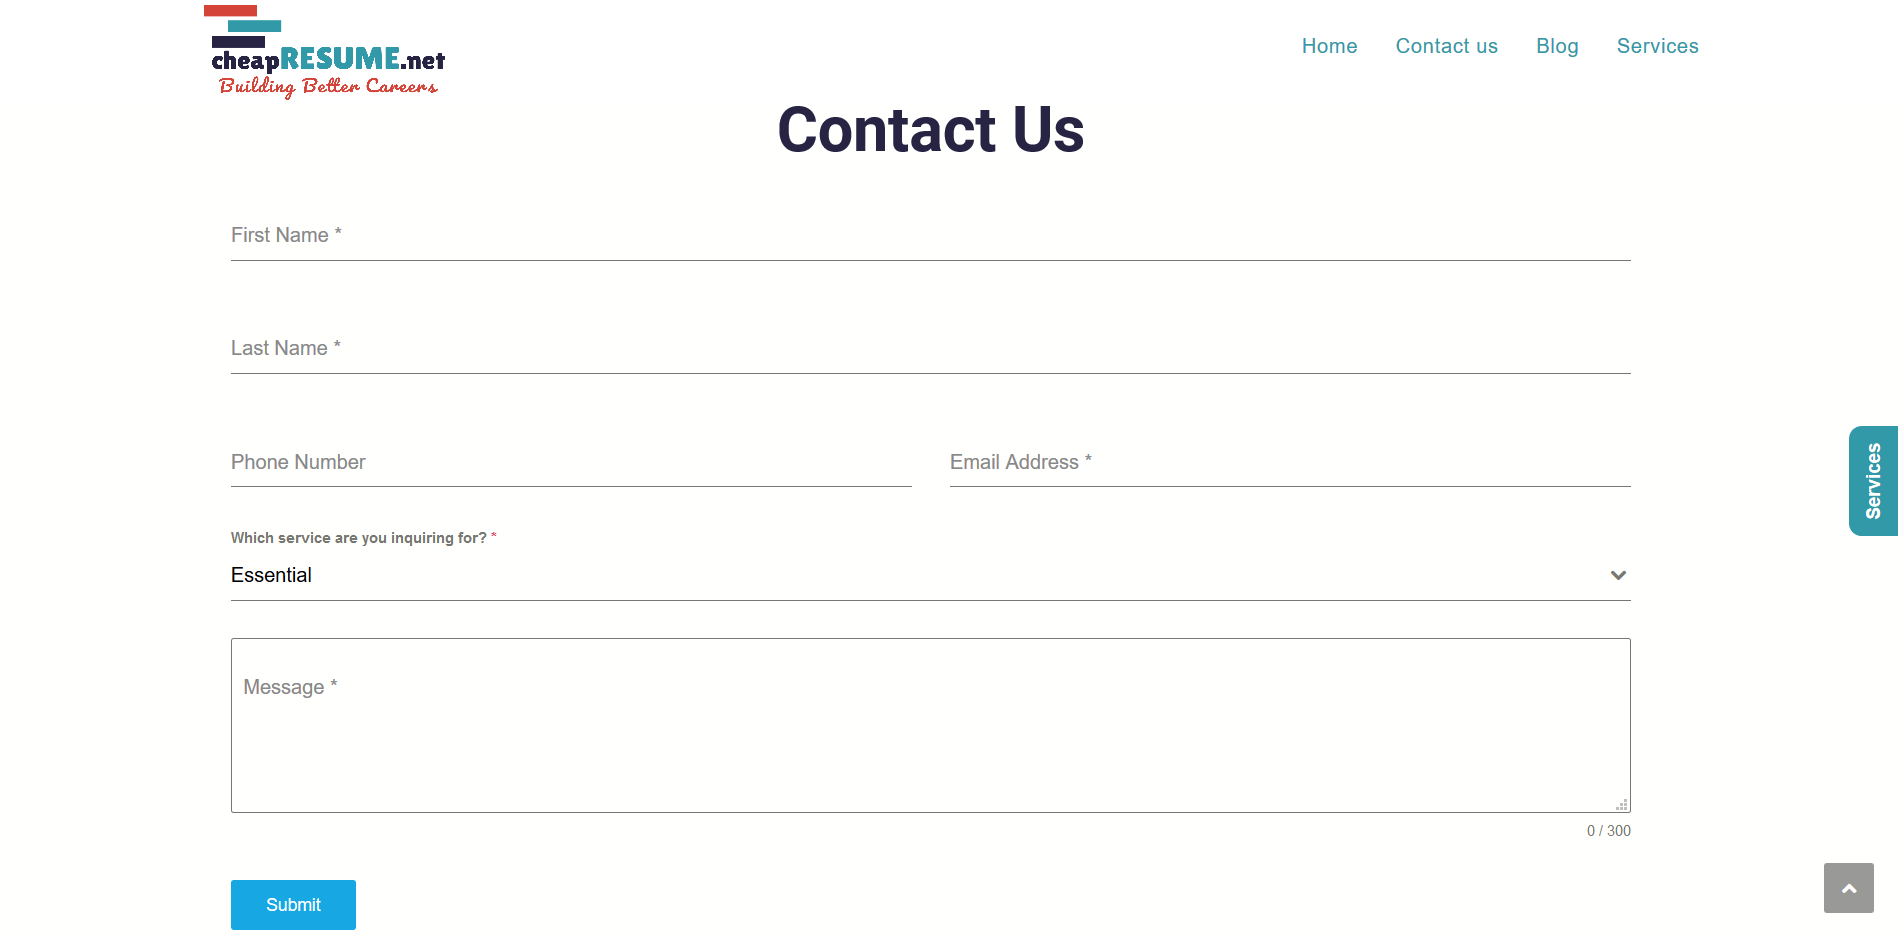 cheapRESUME.net
Building Better Careers
Home Contact us Blog Services
Contact Us
First Name *
Last Name *
Phone Number Email Address *
Services
Which service are you inquiring for? *
Essential
Message *
0 / 300
Submit